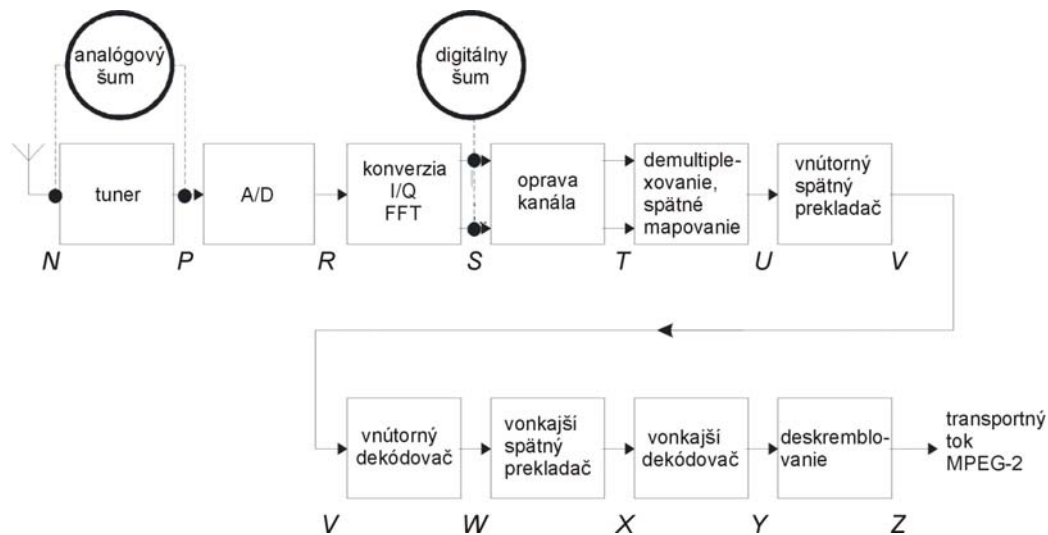 analógový
šum
digitálny
šum
tuner
A/D
konverzia
I/Q
FFT
oprava
kanála
demultiple-
xovanie,
spätné
mapovanie
vnútorný
spätný
prekladač
N P R S T U V
vnútorný
dekódovač
vonkajší
spätný
prekladač
vonkajší
dekódovač
deskremblo-
vanie
transportný
tok
MPEG-2
V W X Y Z